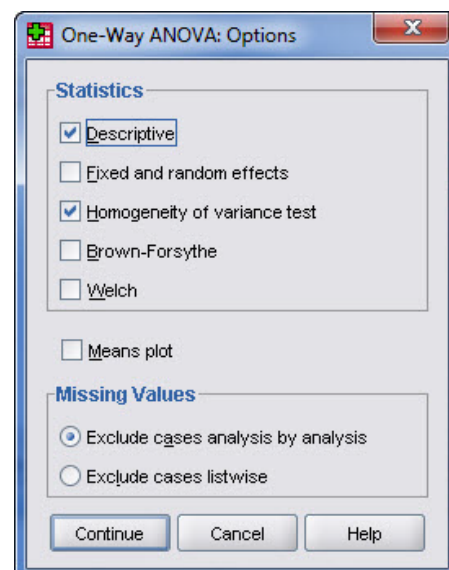 One-Way ANOVA: Options
Statistics
Descriptive
Fixed and random effects
Homogeneity of variance test
Brown-Forsythe
Welch
Means plot
Missing Values
Exclude cases analysis by analysis
Exclude cases listwise
Continue Cancel Help